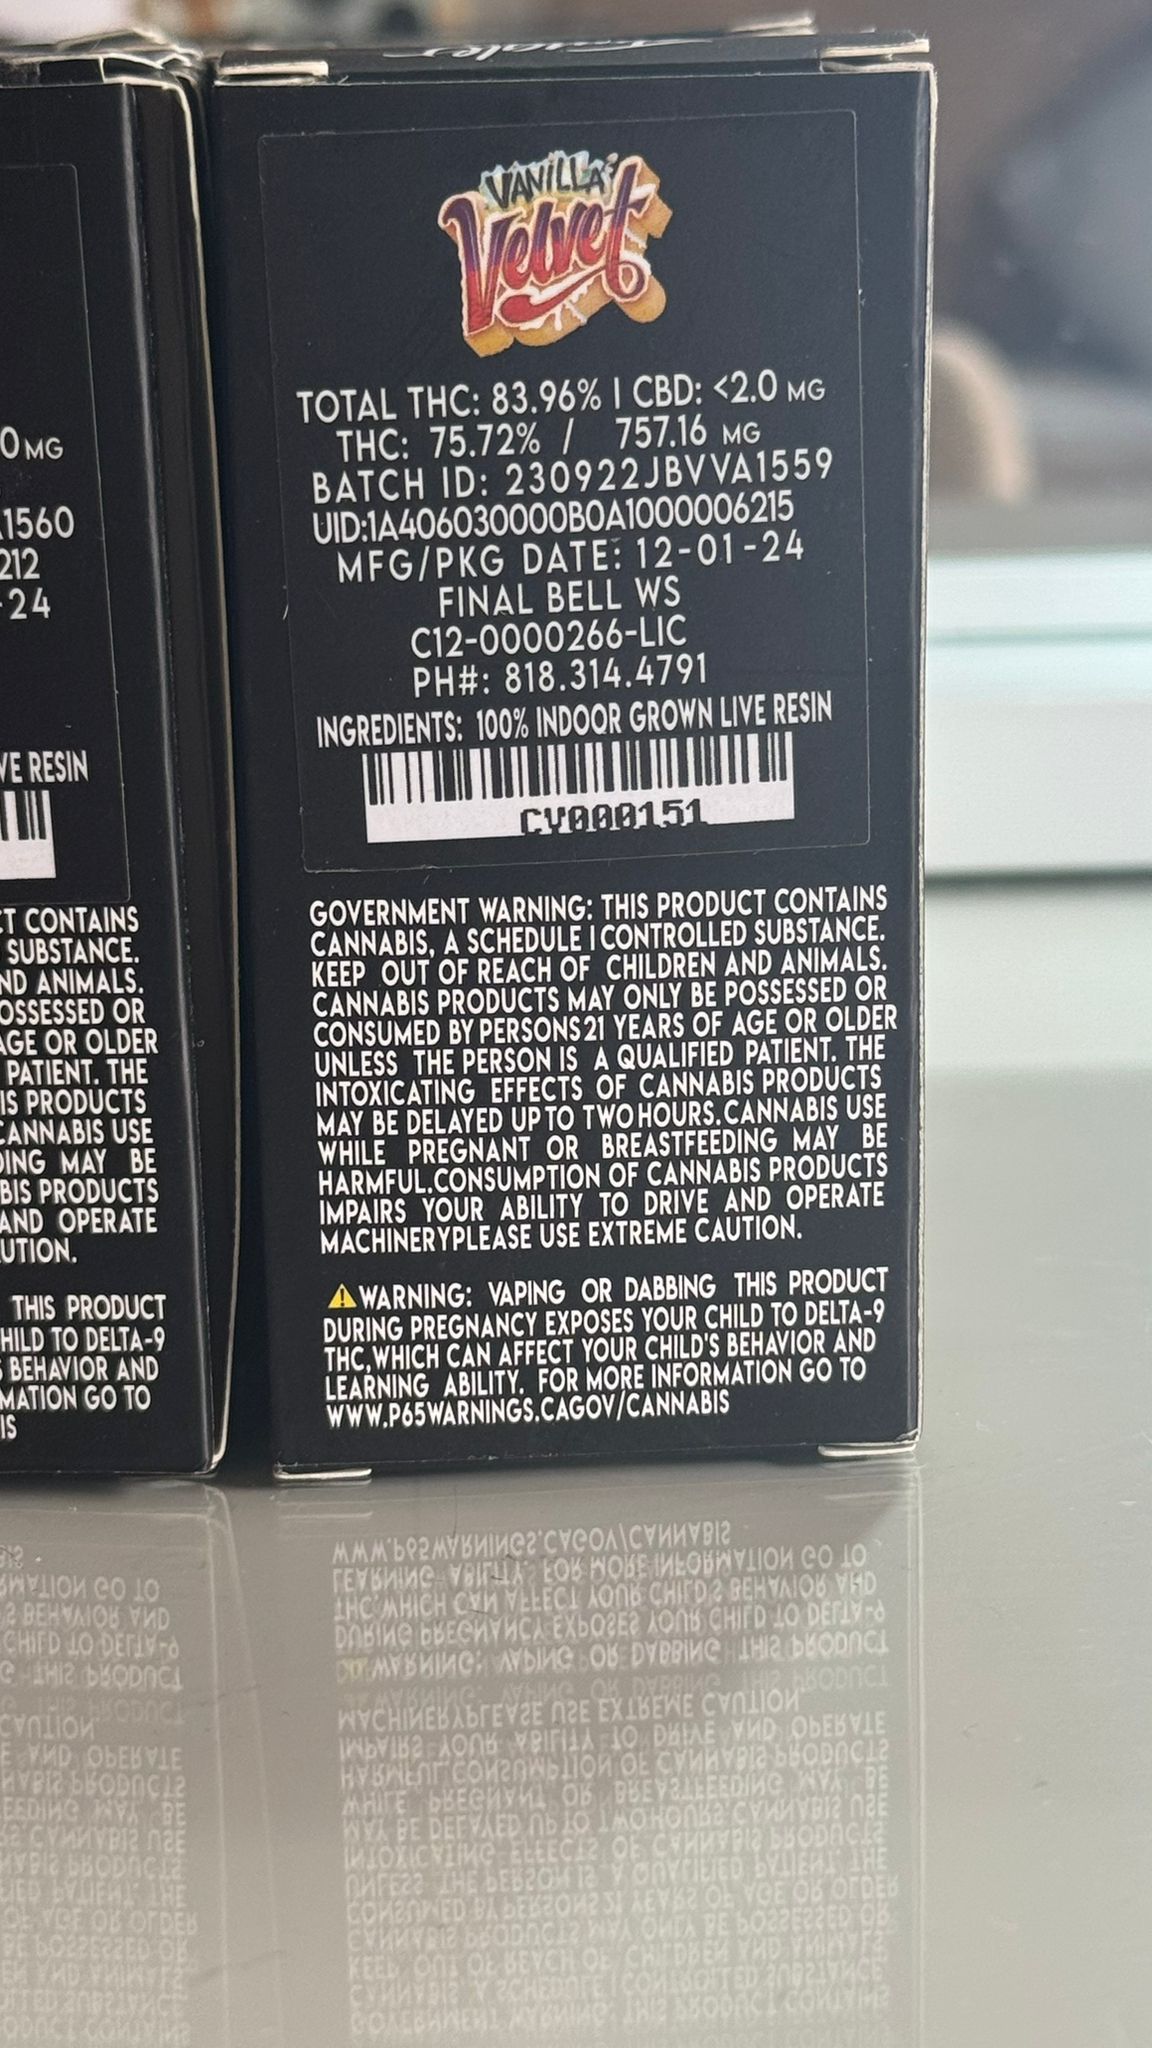 VANILLA
Velvet
TOTAL THC: 83.96% | CBD: <2.0 MG
THC: 75.72% / 757.16 MG
BATCH ID: 230922JBVVA1559
UID:1A406030000B0A1000006215
MFG/PKG DATE: 12-01-24
FINAL BELL WS
C12-0000266-LIC
PH#: 818.314.4791
INGREDIENTS: 100% INDOOR GROWN LIVE RESIN
CV000151
GOVERNMENT WARNING: THIS PRODUCT CONTAINS
CANNABIS, A SCHEDULE I CONTROLLED SUBSTANCE.
KEEP OUT OF REACH OF CHILDREN AND ANIMALS.
CANNABIS PRODUCTS MAY ONLY BE POSSESSED OR
CONSUMED BY PERSONS 21 YEARS OF AGE OR OLDER
UNLESS THE PERSON IS A QUALIFIED PATIENT. THE
INTOXICATING EFFECTS OF CANNABIS PRODUCTS
MAY BE DELAYED UP TO TWO HOURS. CANNABIS USE
WHILE PREGNANT OR BREASTFEEDING MAY BE
HARMFUL.CONSUMPTION OF CANNABIS PRODUCTS
IMPAIRS YOUR ABILITY TO DRIVE AND OPERATE
MACHINERYPLEASE USE EXTREME CAUTION.
WARNING: VAPING OR DABBING THIS PRODUCT
DURING PREGNANCY EXPOSES YOUR CHILD TO DELTA-9
THC,WHICH CAN AFFECT YOUR CHILD'S BEHAVIOR AND
LEARNING ABILITY. FOR MORE INFORMATION GO TO
WWW.P65WARNINGS.CAGOV/CANNABIS
0 MG
1560
212
-24
VE RESIN
CT CONTAINS
SUBSTANCE.
ND ANIMALS.
OSSESSED OR
AGE OR OLDER
PATIENT. THE
IS PRODUCTS
CANNABIS USE
DING MAY BE
BIS PRODUCTS
AND OPERATE
UTION.
THIS PRODUCT
HILD TO DELTA-9
BEHAVIOR AND
MATION GO TO
IS